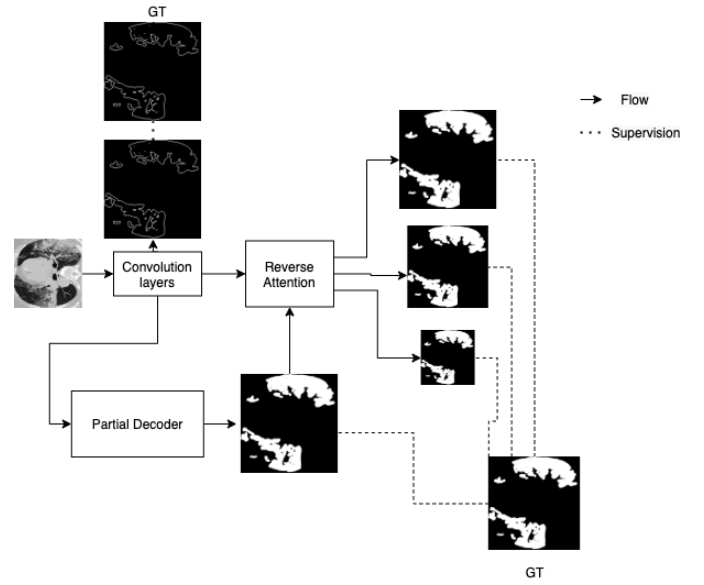 GT
Flow
Supervision
Convolution
layers
Reverse
Attention
Partial Decoder
GT